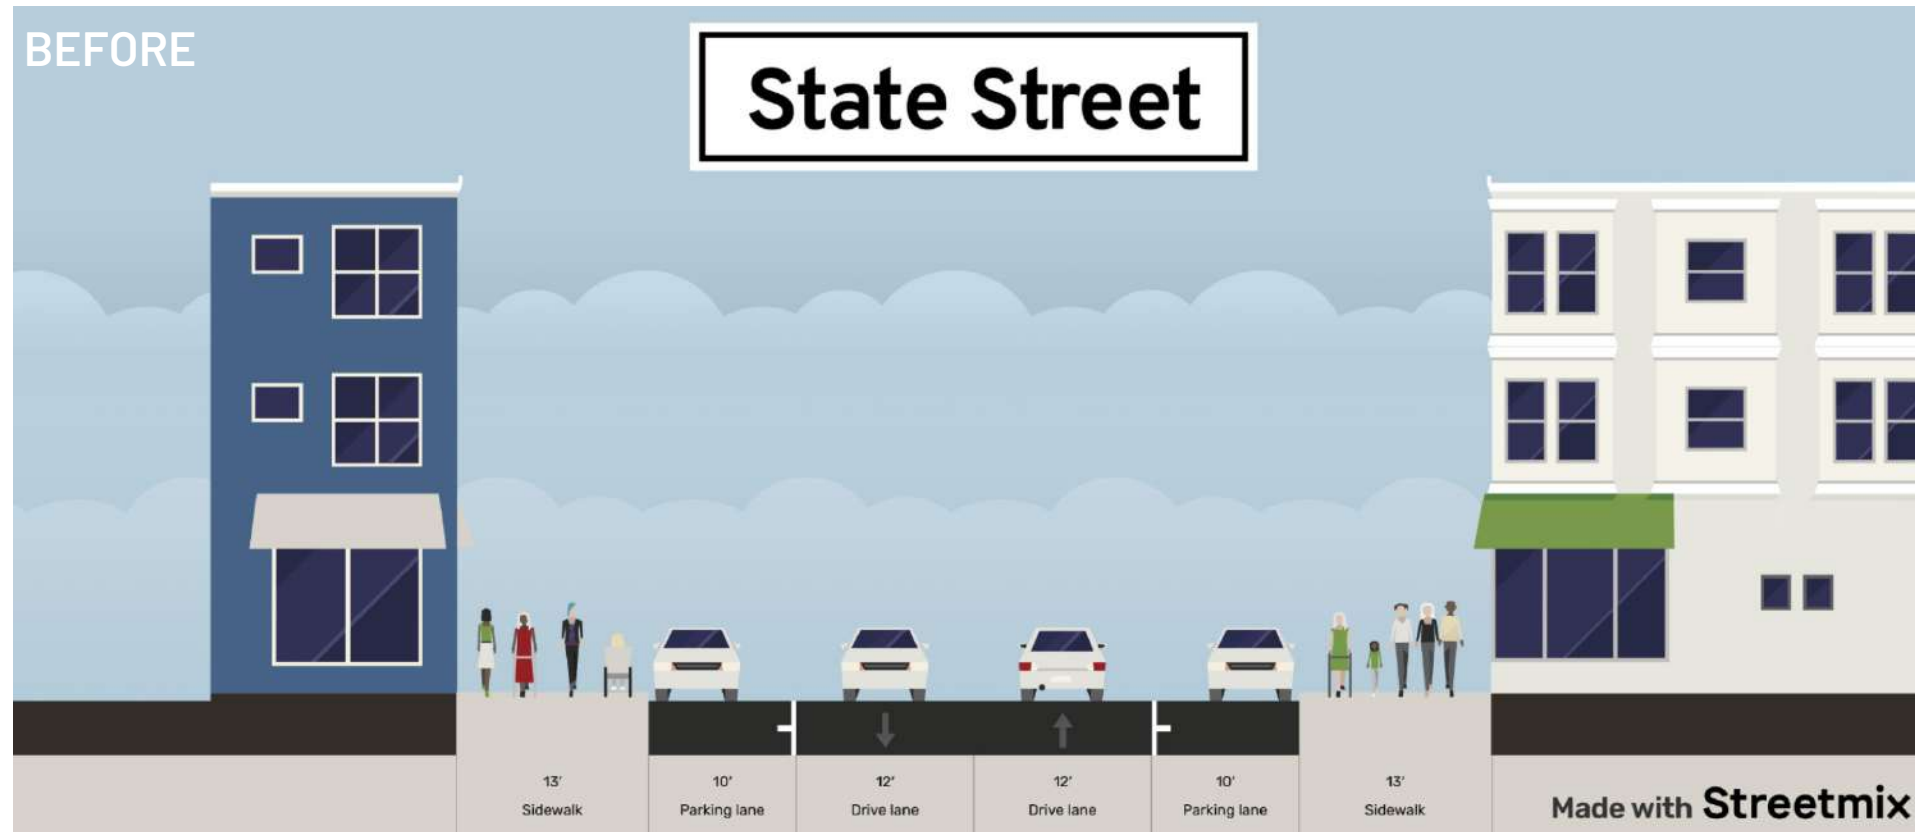 BEFORE
State Street
13'
Sidewalk
10'
Parking lane
12'
Drive lane
12'
Drive lane
10'
Parking lane
13'
Sidewalk
Made with Streetmix